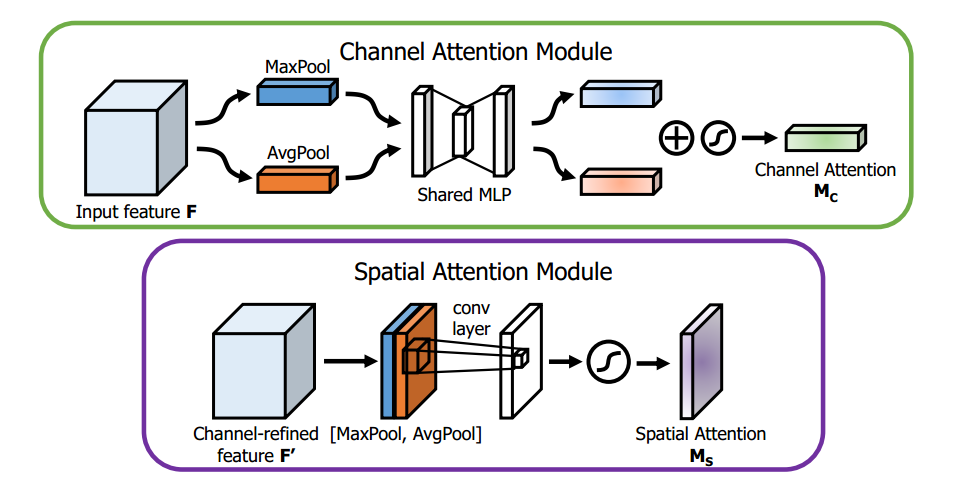 Channel Attention Module
MaxPool
AvgPool
Input feature F
Shared MLP
Channel Attention
MC
Spatial Attention Module
conv
layer
Channel-refined
feature F’
[MaxPool, AvgPool]
Spatial Attention
MS